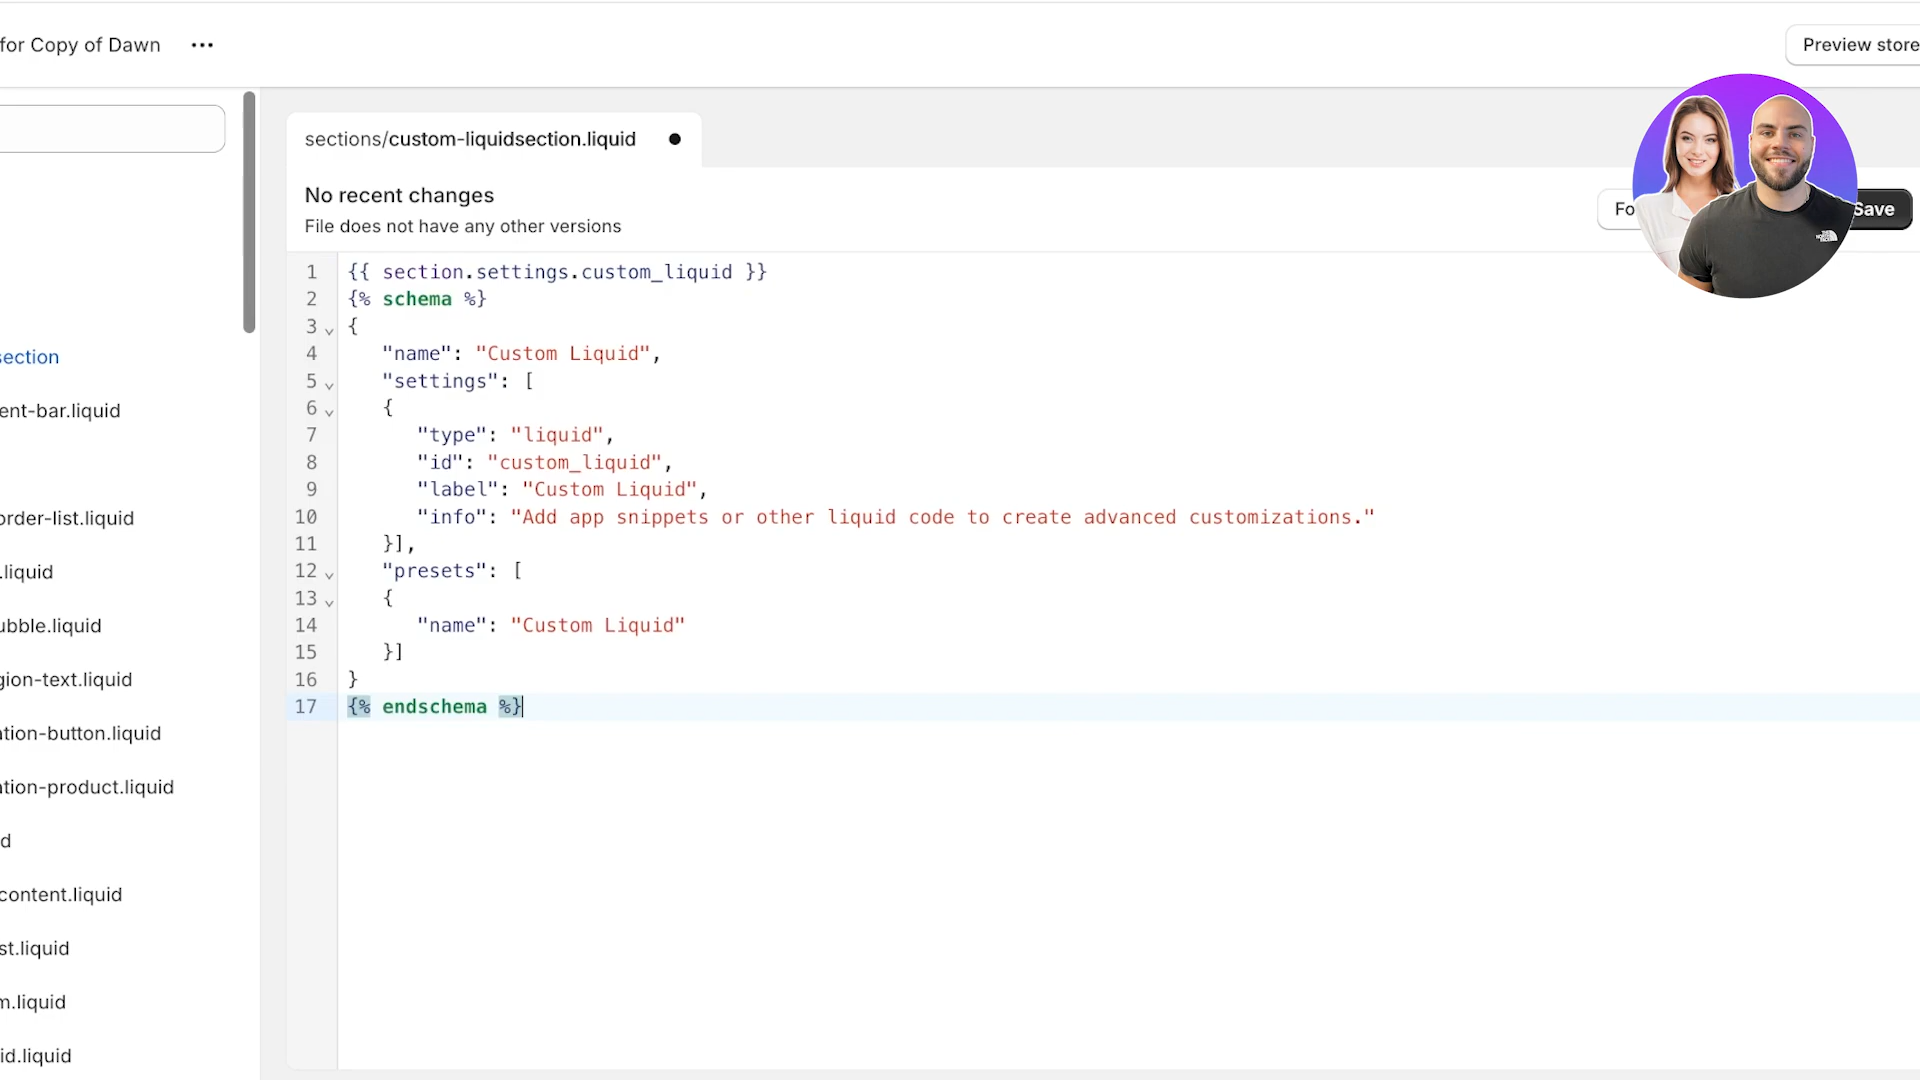 for Copy of Dawn ...
Preview store
sections/custom-liquidsection.liquid
No recent changes
File does not have any other versions
Fo
Save
section
ent-bar.liquid
order-list.liquid
.liquid
ubble.liquid
gion-text.liquid
ation-button.liquid
ation-product.liquid
d
content.liquid
st.liquid
m.liquid
id.liquid
1 {{ section.settings.custom_liquid }}
2 {% schema %}
3 {
4 "name": "Custom Liquid",
5 "settings": [
6 {
7 "type": "liquid",
8 "id": "custom_liquid",
9 "label": "Custom Liquid",
10 "info": "Add app snippets or other liquid code to create advanced customizations."
11 }],
12 "presets": [
13 {
14 "name": "Custom Liquid"
15 }]
16 }
17 {% endschema %}